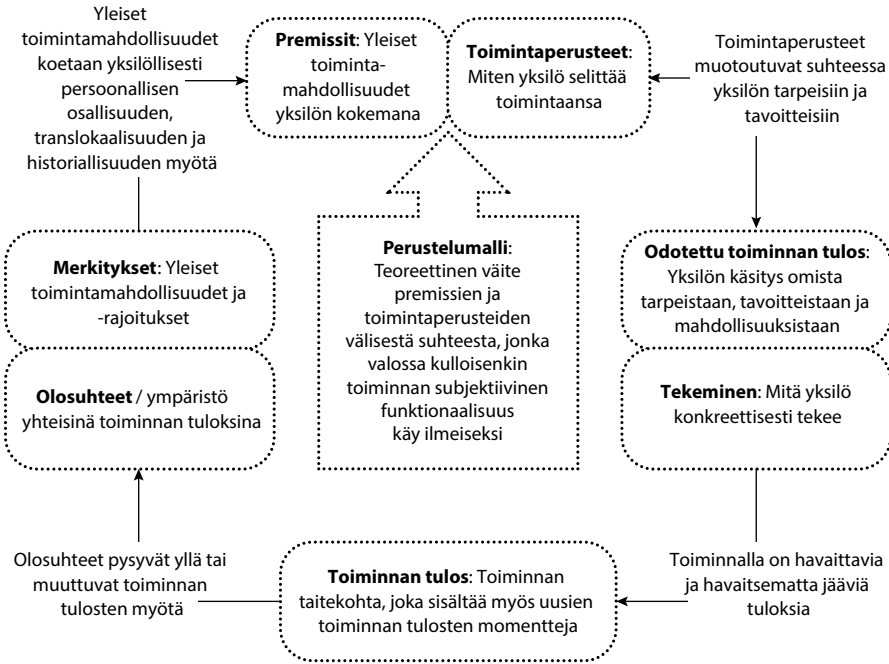 Yleiset
toimintamahdollisuudet
koetaan yksilöllisesti
persoonallisen
osallisuuden,
translokaalisuuden ja
historiallisuuden myötä
Premissit: Yleiset
toiminta-
mahdollisuudet
yksilön kokemana
Toimintaperusteet:
Miten yksilö selittää
toimintaansa
Toimintaperusteet
muotoutuvat suhteessa
yksilön tarpeisiin ja
tavoitteisiin
Merkitykset: Yleiset
toimintamahdollisuudet ja
-rajoitukset
Olosuhteet / ympäristö
yhteisinä toiminnan tuloksina
Perustelumalli:
Teoreettinen väite
premissien ja
toimintaperusteiden
välisestä suhteesta, jonka
valossa kulloisenkin
toiminnan subjektiivinen
funktionaalisuus
käy ilmeiseksi
Odotettu toiminnan tulos:
Yksilön käsitys omista
tarpeistaan, tavoitteistaan ja
mahdollisuuksistaan
Tekeminen: Mitä yksilö
konkreettisesti tekee
Olosuhteet pysyvät yllä tai
muuttuvat toiminnan
tulosten myötä
Toiminnan tulos: Toiminnan
taitekohta, joka sisältää myös uusien
toiminnan tulosten momentteja
Toiminnalla on havaittavia
ja havaitsematta jääviä
tuloksia